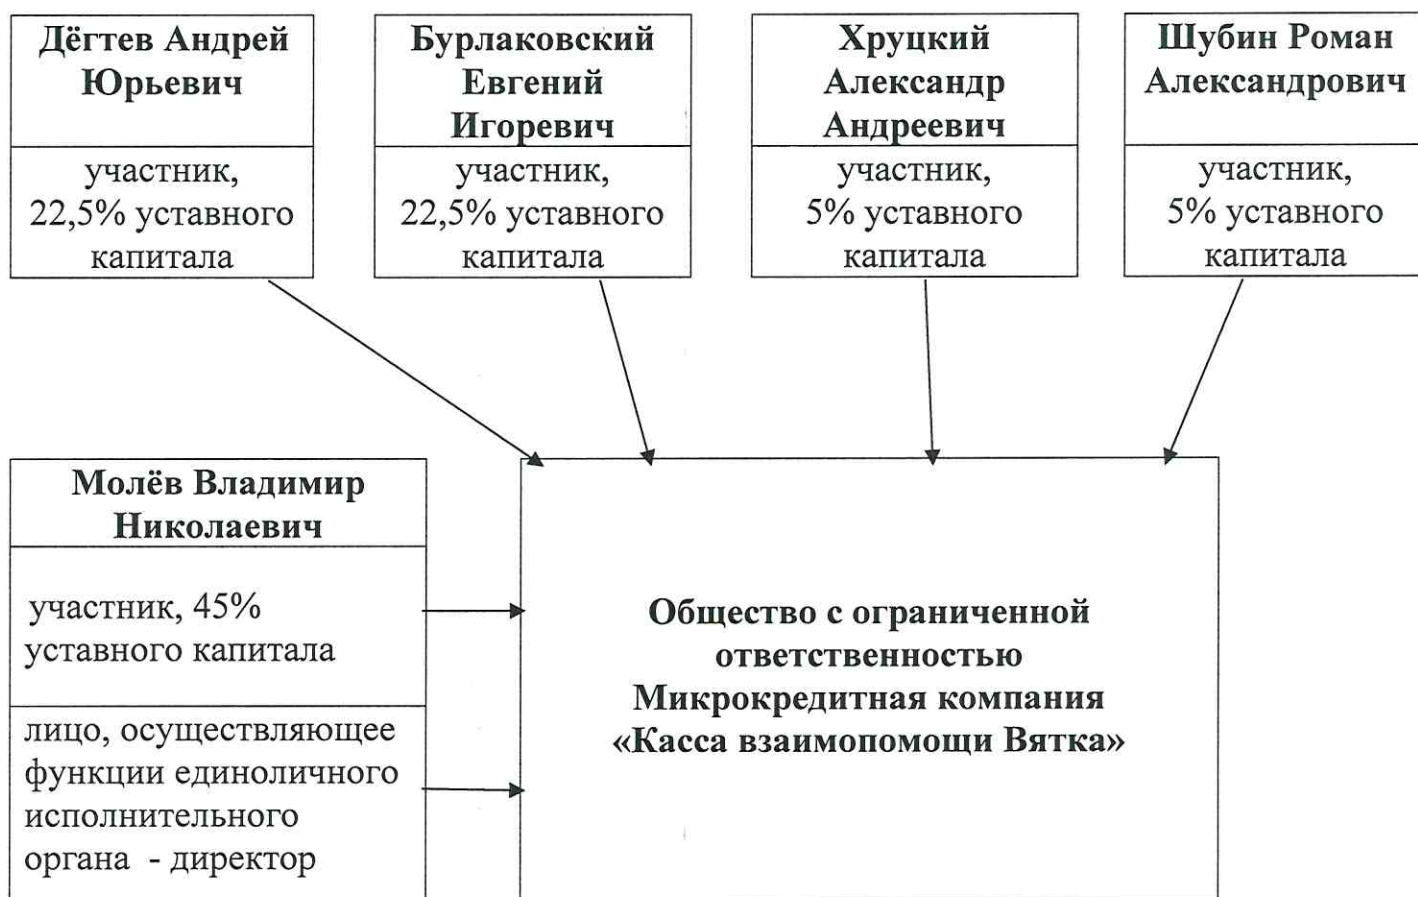 Дёгтев Андрей
Юрьевич
участник,
22,5% уставного
капитала
Бурлаковский
Евгений
Игоревич
участник,
22,5% уставного
капитала
Хруцкий
Александр
Андреевич
участник,
5% уставного
капитала
Шубин Роман
Александрович
участник,
5% уставного
капитала
Молёв Владимир
Николаевич
участник, 45%
уставного капитала
лицо, осуществляющее
функции единоличного
исполнительного
органа - директор
Общество с ограниченной
ответственностью
Микрокредитная компания
«Касса взаимопомощи Вятка»